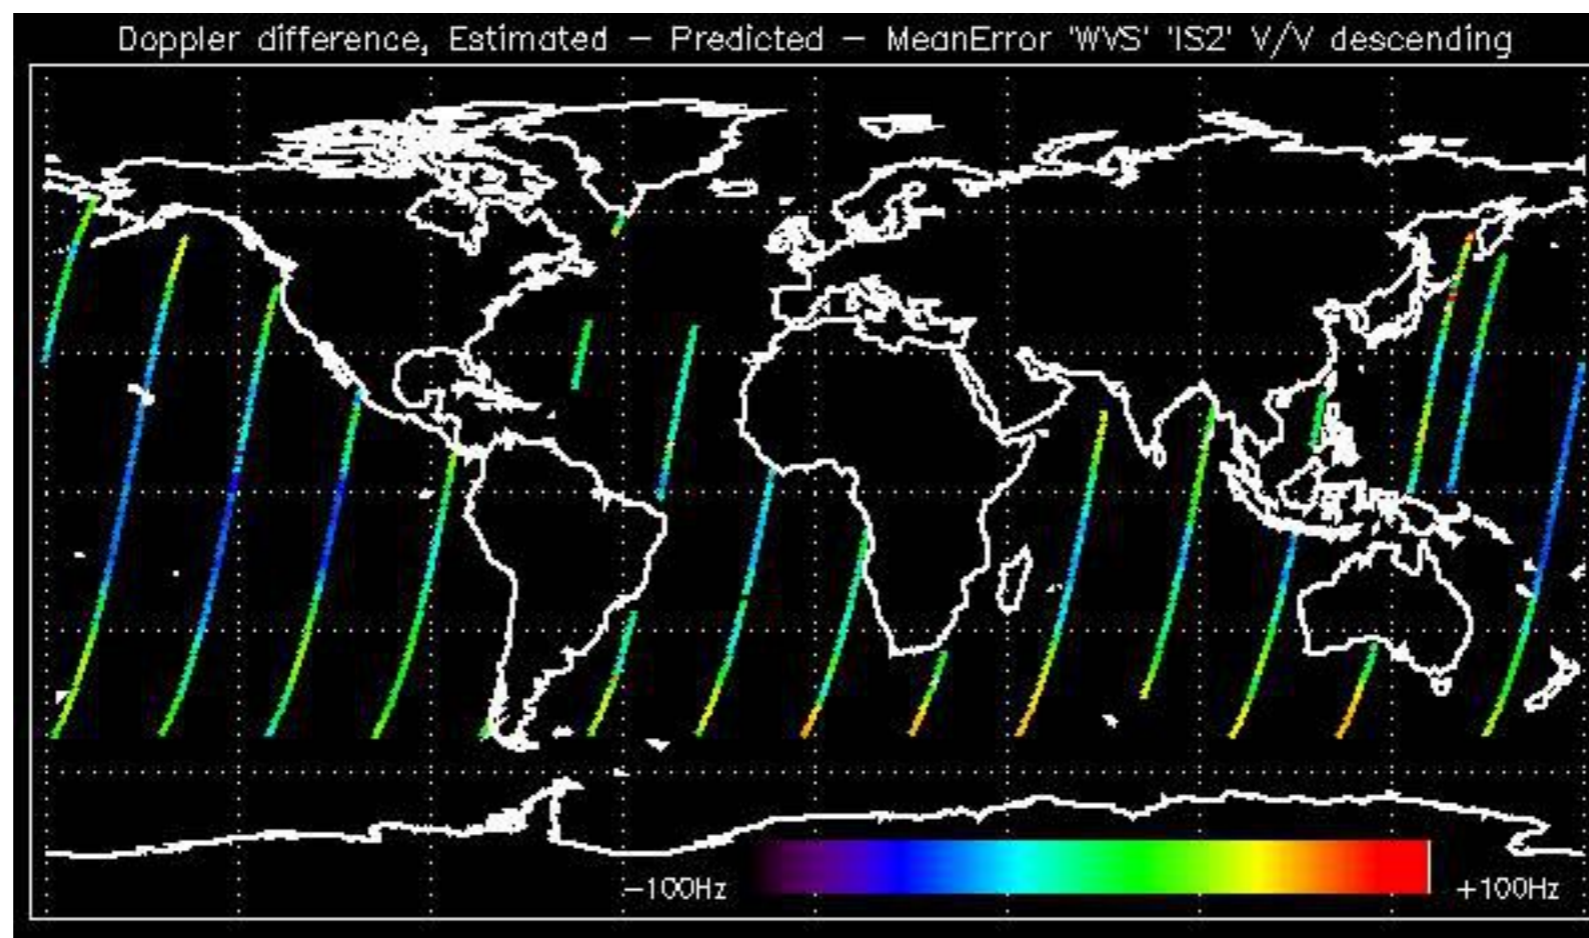 Doppler difference, Estimated – Predicted – MeanError 'WVS' 'IS2' V/V descending
−100Hz +100Hz